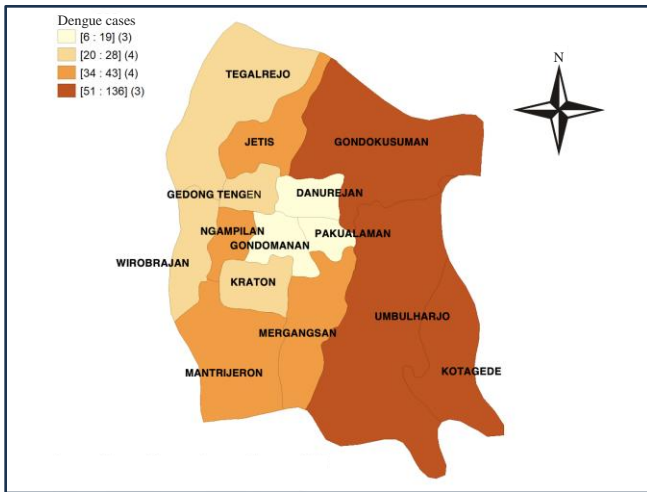 Dengue cases
[6 : 19] (3)
[20 : 28] (4)
[34 : 43] (4)
[51 : 136] (3)
N
TEGALREJO
JETIS
GONDOKUSUMAN
GEDONG TENGEN
DANUREJAN
NGAMPILAN
PAKUALAMAN
GONDOMANAN
WIROBRAJAN
KRATON
UMBULHARJO
MERGANGSAN
MANTRIJERON
KOTAGEDE